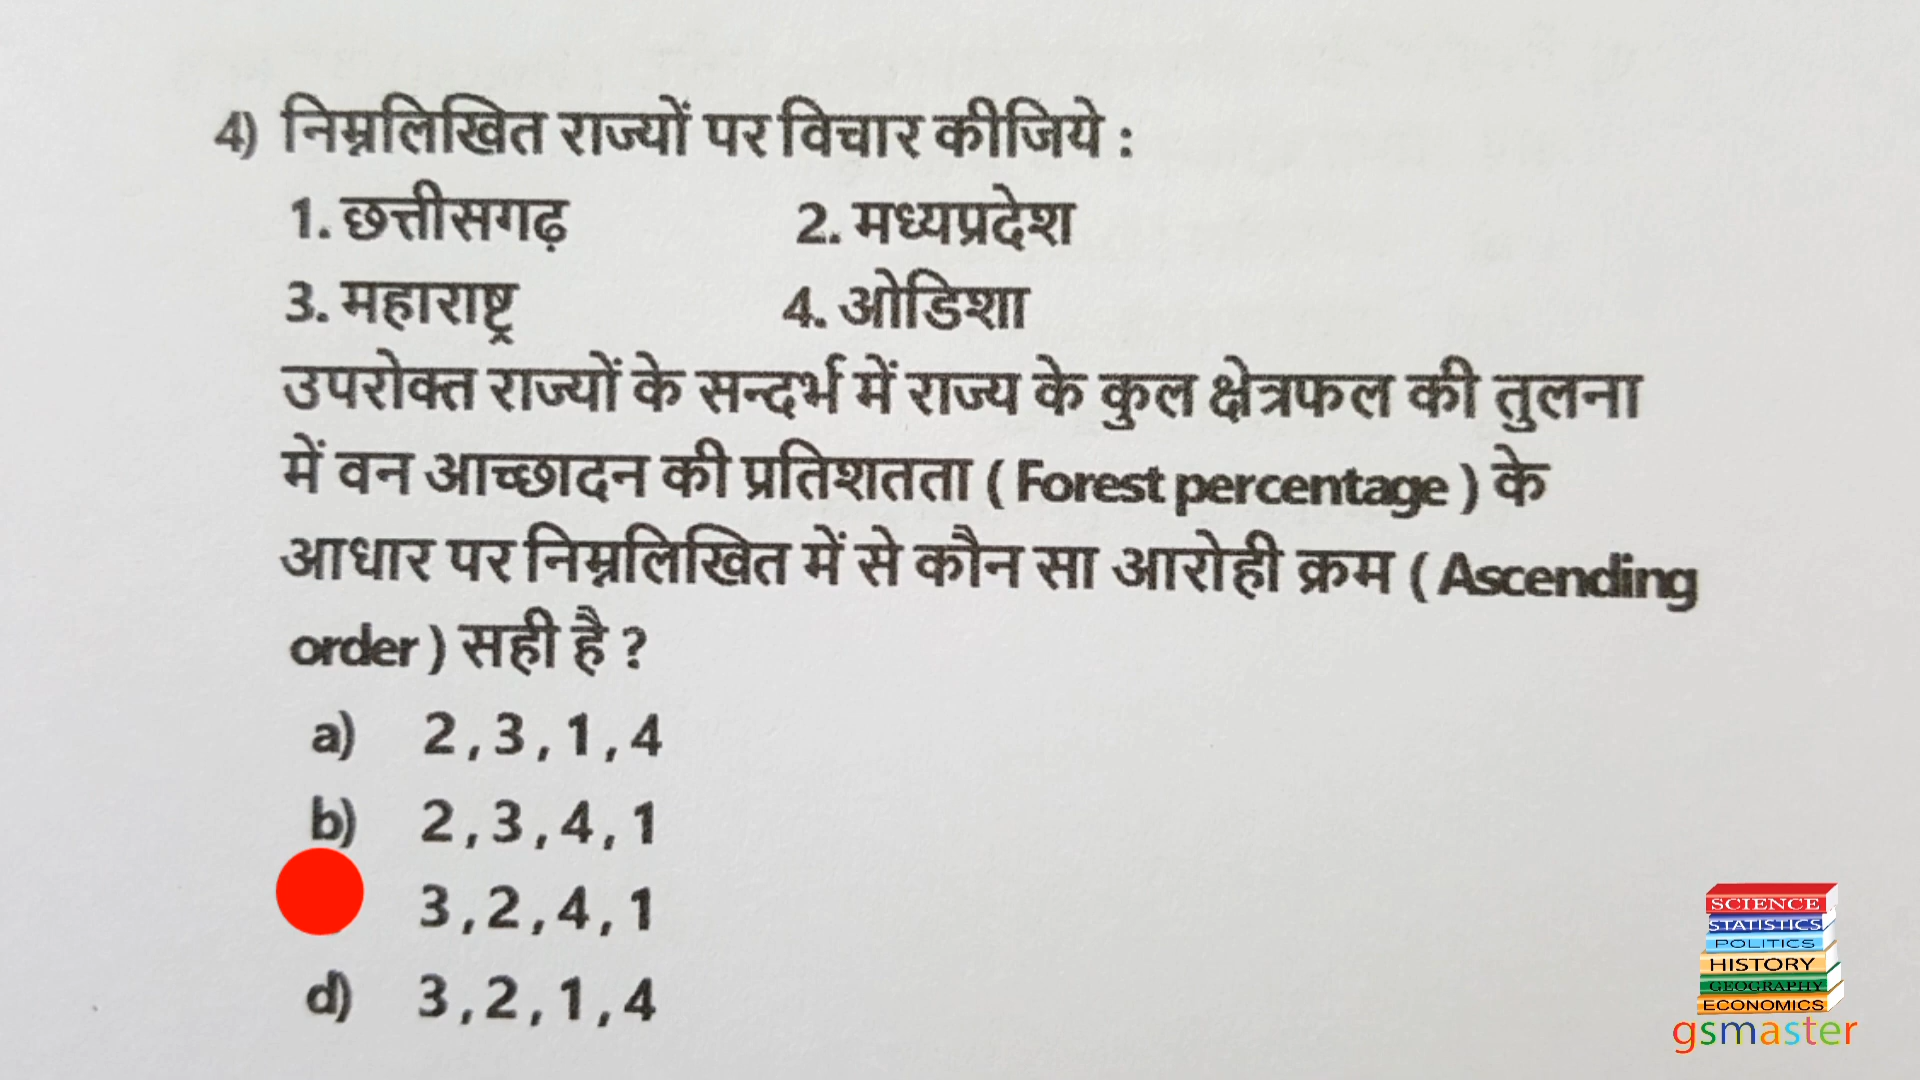 4) निम्नलिखित राज्यों पर विचार कीजिये :
1. छत्तीसगढ़ 2. मध्यप्रदेश
3. महाराष्ट्र 4. ओडिशा
उपरोक्त राज्यों के सन्दर्भ में राज्य के कुल क्षेत्रफल की तुलना
में वन आच्छादन की प्रतिशतता ( Forest percentage ) के
आधार पर निम्नलिखित में से कौन सा आरोही क्रम ( Ascending
order ) सही है ?
a) 2 , 3 , 1 , 4
b) 2 , 3 , 4 , 1
3 , 2 , 4 , 1
d) 3 , 2 , 1 , 4
SCIENCE
STATISTICS
POLITICS
HISTORY
GEOGRAPHY
ECONOMICS
gsmaster